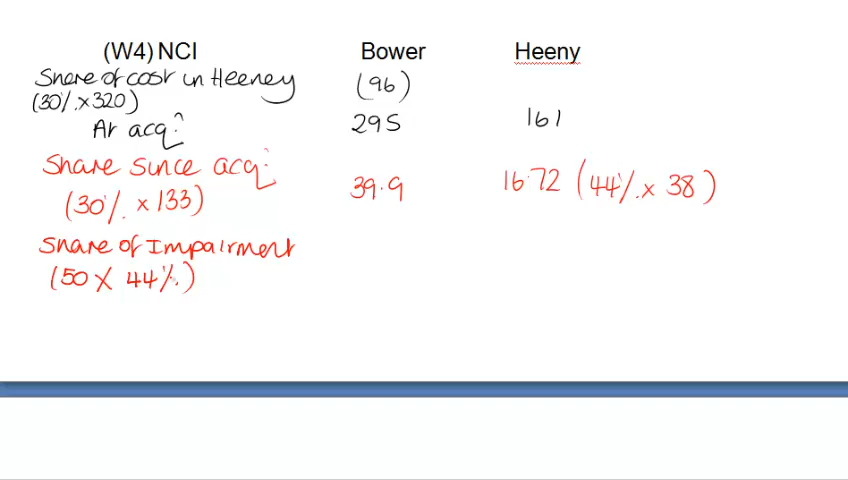 (W4) NCI Bower Heeny
Share of cost in Heeney (96)
(30% x 320)
At acq: 295 161
Share since acq: 39.9 16.72 (44% x 38)
(30% x 133)
Share of Impairment
(50 x 44%)